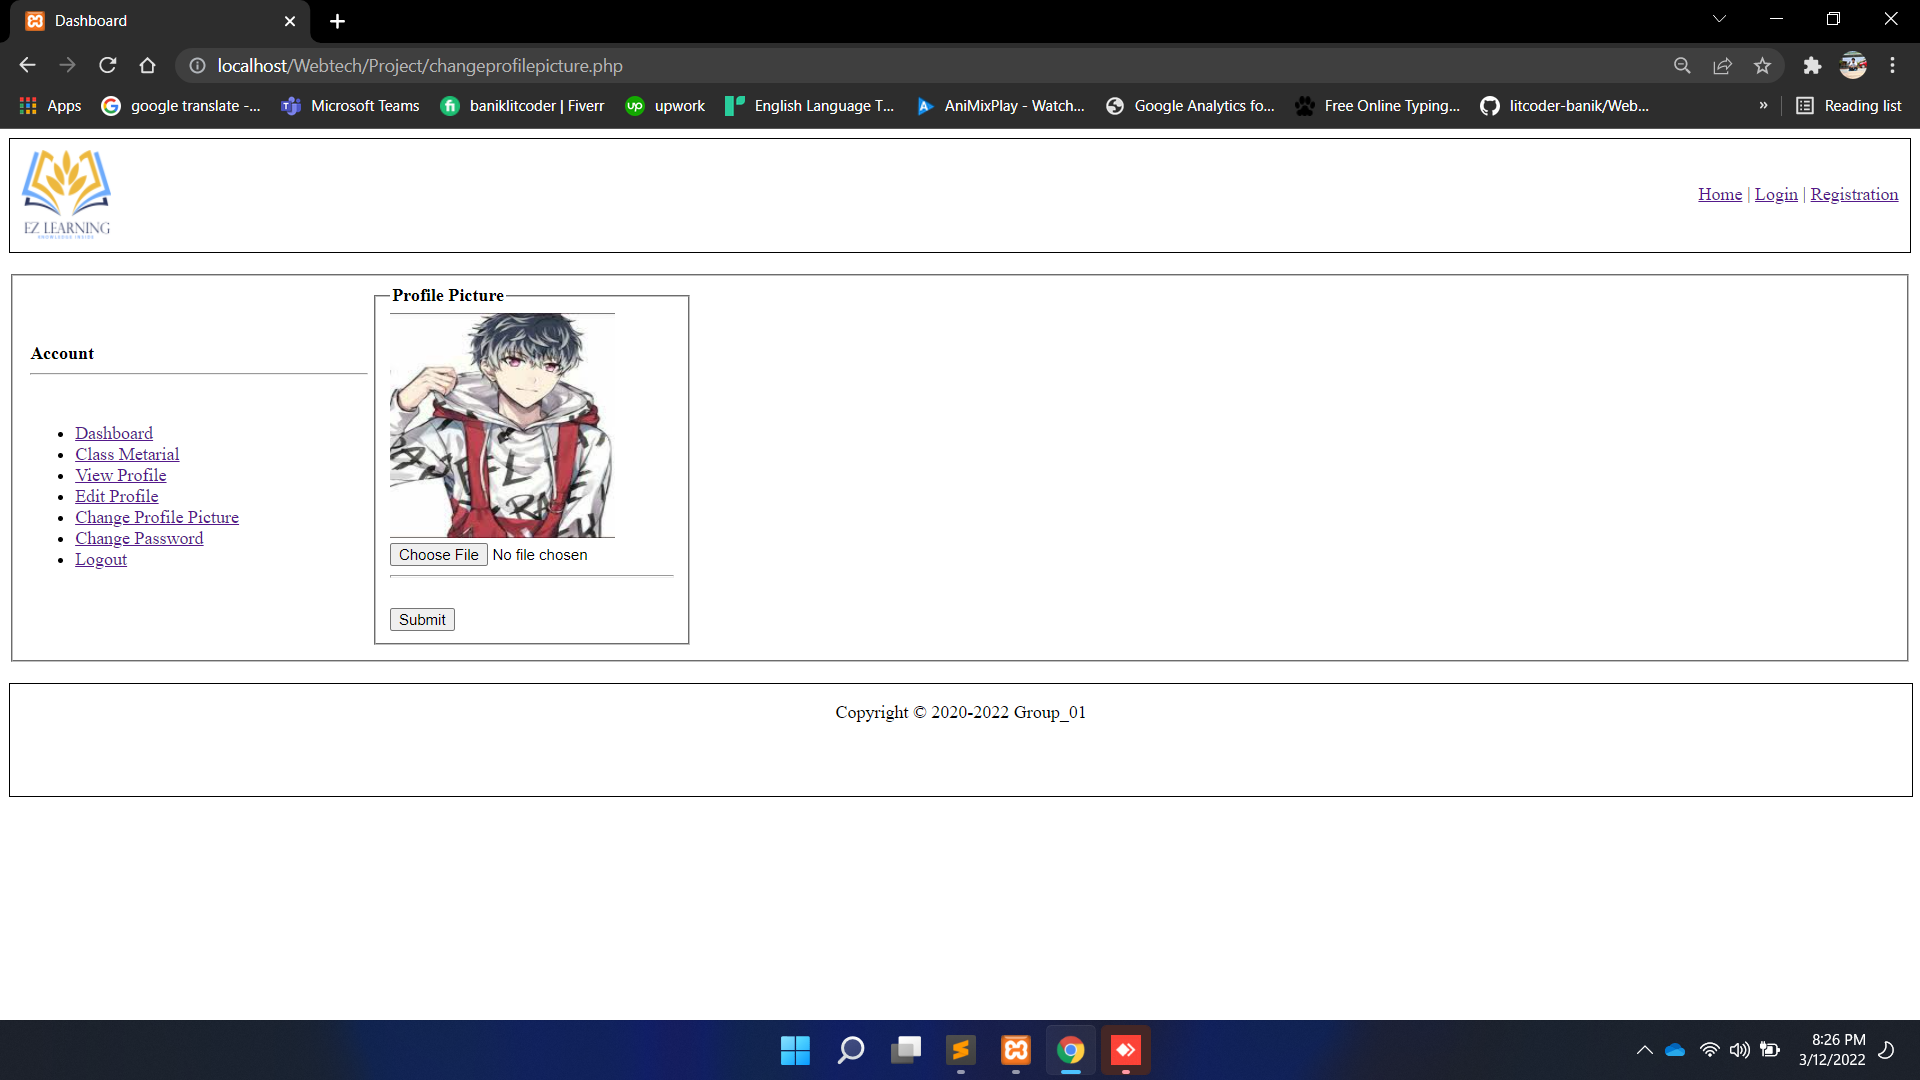 Dashboard
localhost/Webtech/Project/changeprofilepicture.php
Apps google translate -... Microsoft Teams baniklitcoder | Fiverr upwork English Language T... AniMixPlay - Watch... Google Analytics fo... Free Online Typing... litcoder-banik/Web... » Reading list
EZ LEARNING
Home | Login | Registration
Account
Dashboard
Class Metarial
View Profile
Edit Profile
Change Profile Picture
Change Password
Logout
Profile Picture
Choose File No file chosen
Submit
Copyright © 2020-2022 Group_01
8:26 PM
3/12/2022